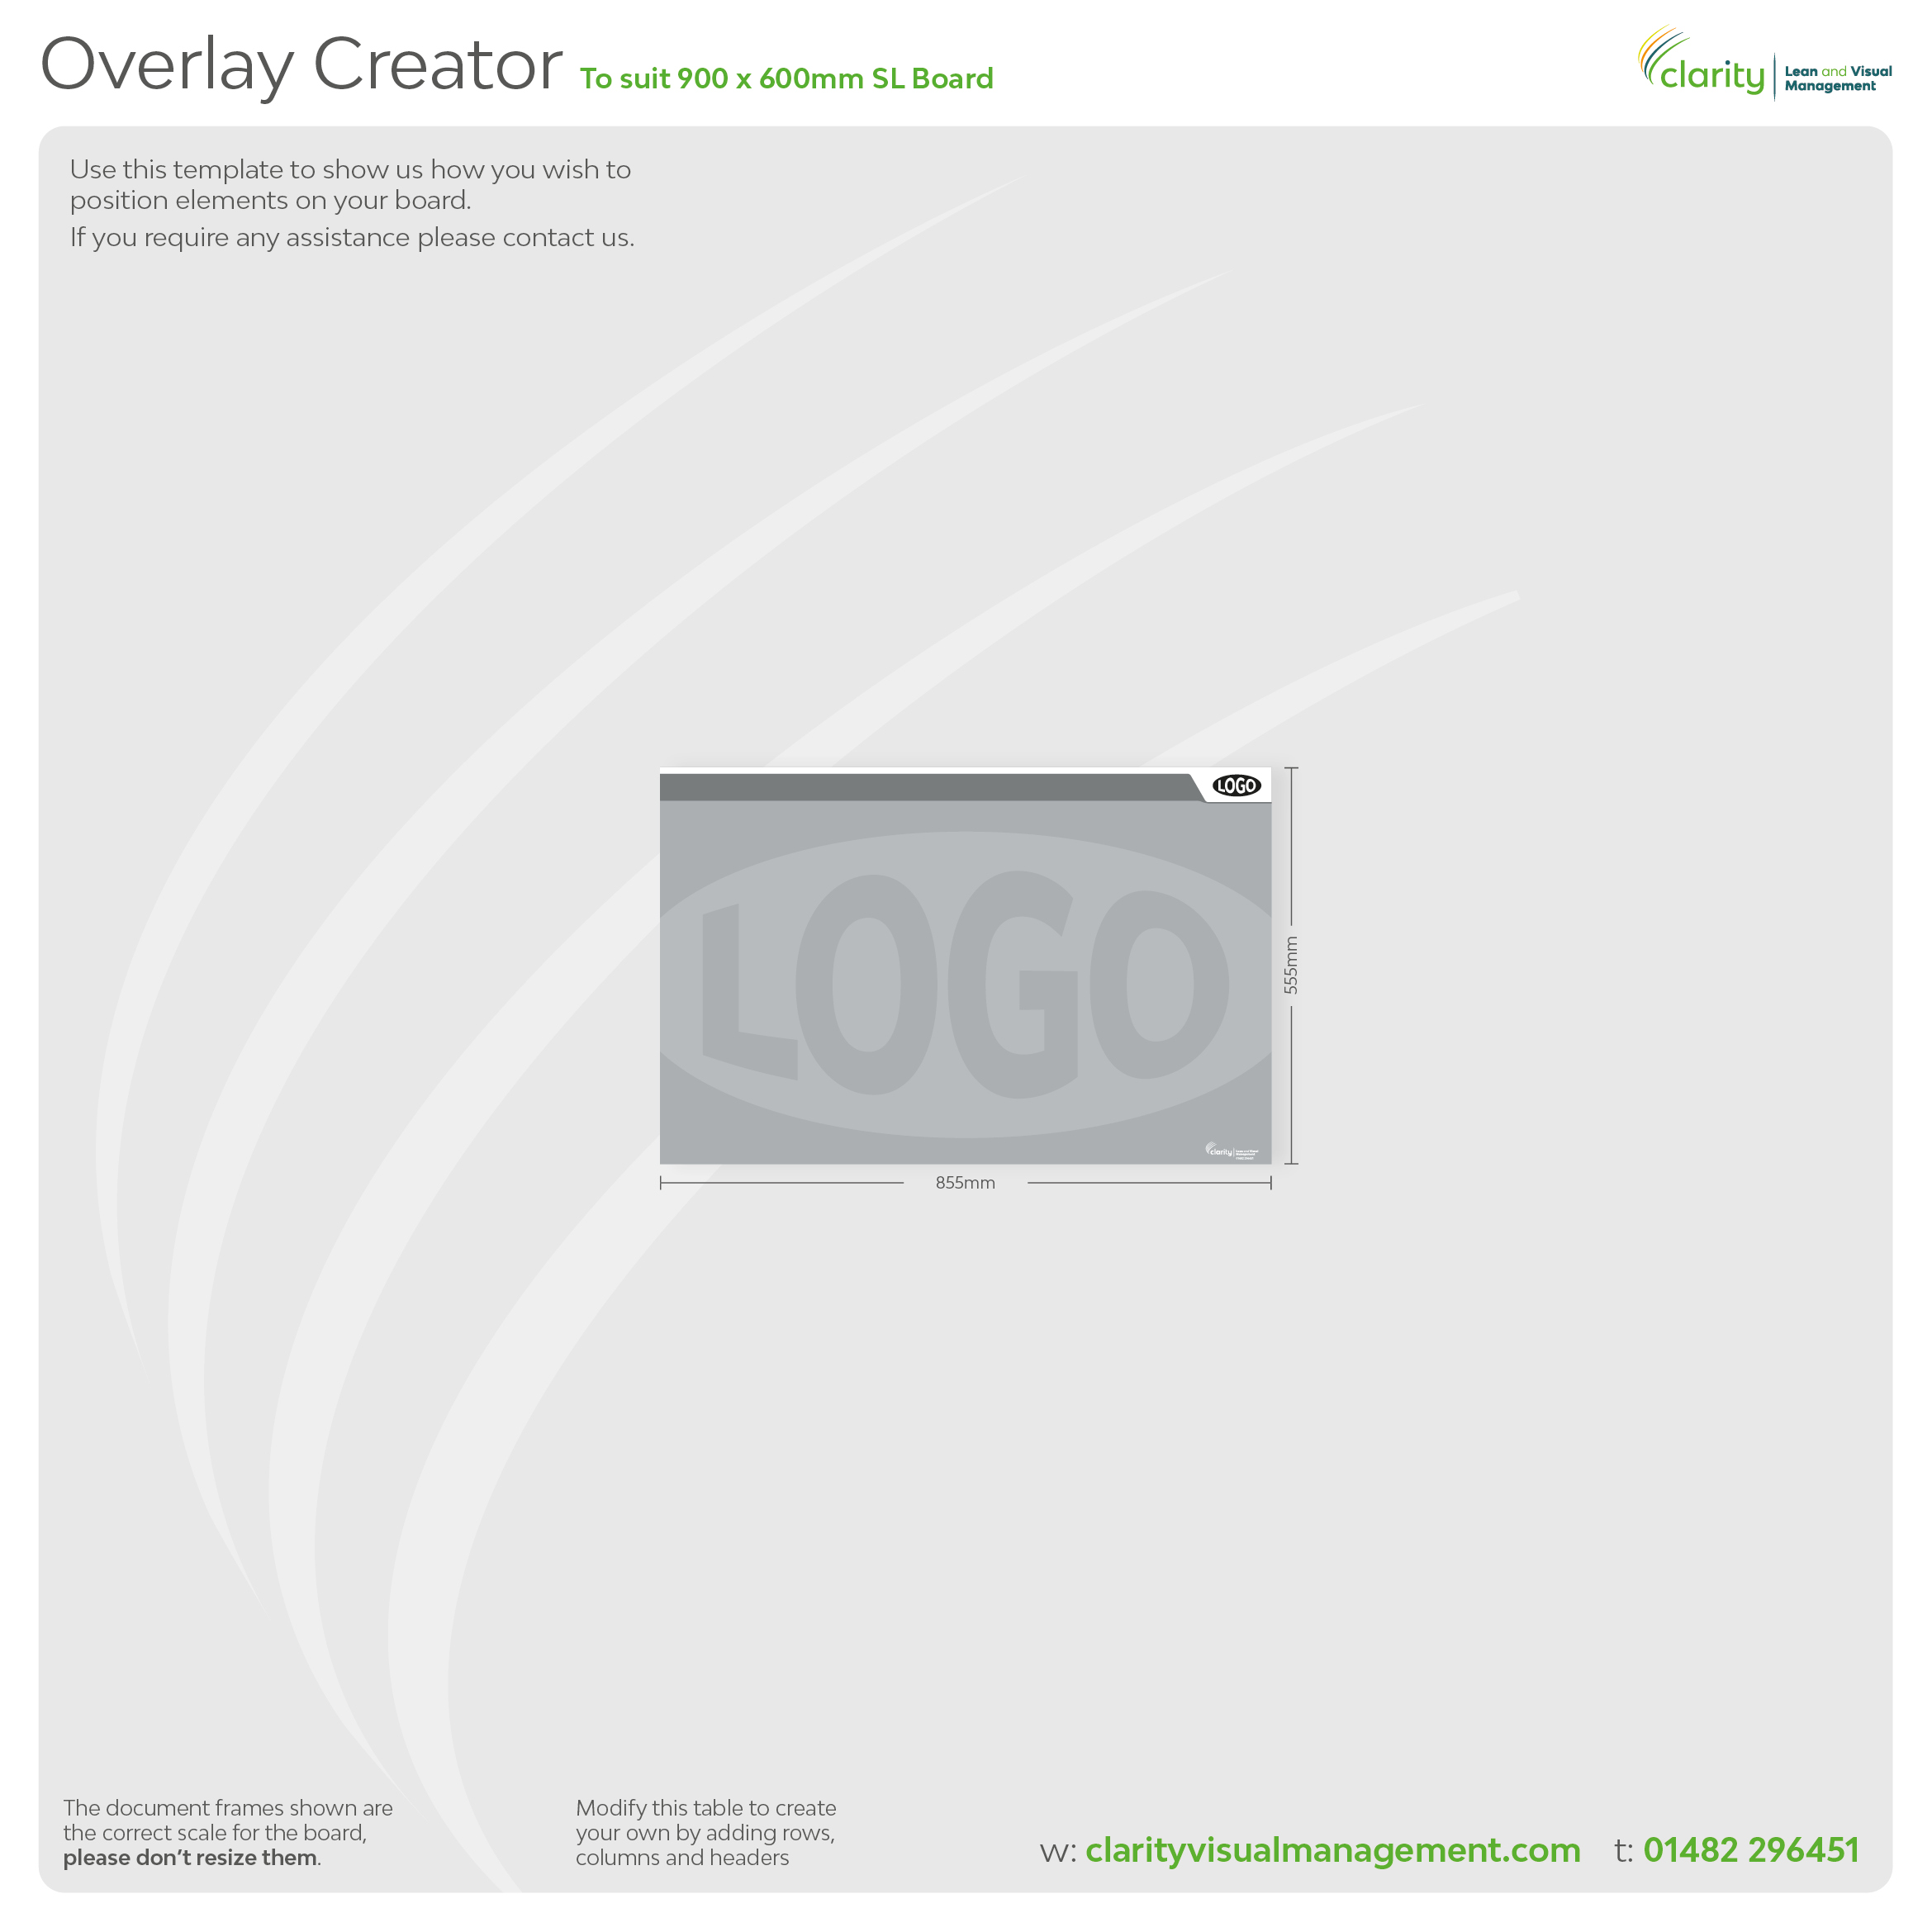 Overlay Creator To suit 900 x 600mm SL Board
clarity
Lean and Visual
Management
Use this template to show us how you wish to
position elements on your board.
If you require any assistance please contact us.
LOGO
LOGO
555mm
clarity
855mm
The document frames shown are
the correct scale for the board,
please don't resize them.
Modify this table to create
your own by adding rows,
columns and headers
w: clarityvisualmanagement.com t: 01482 296451